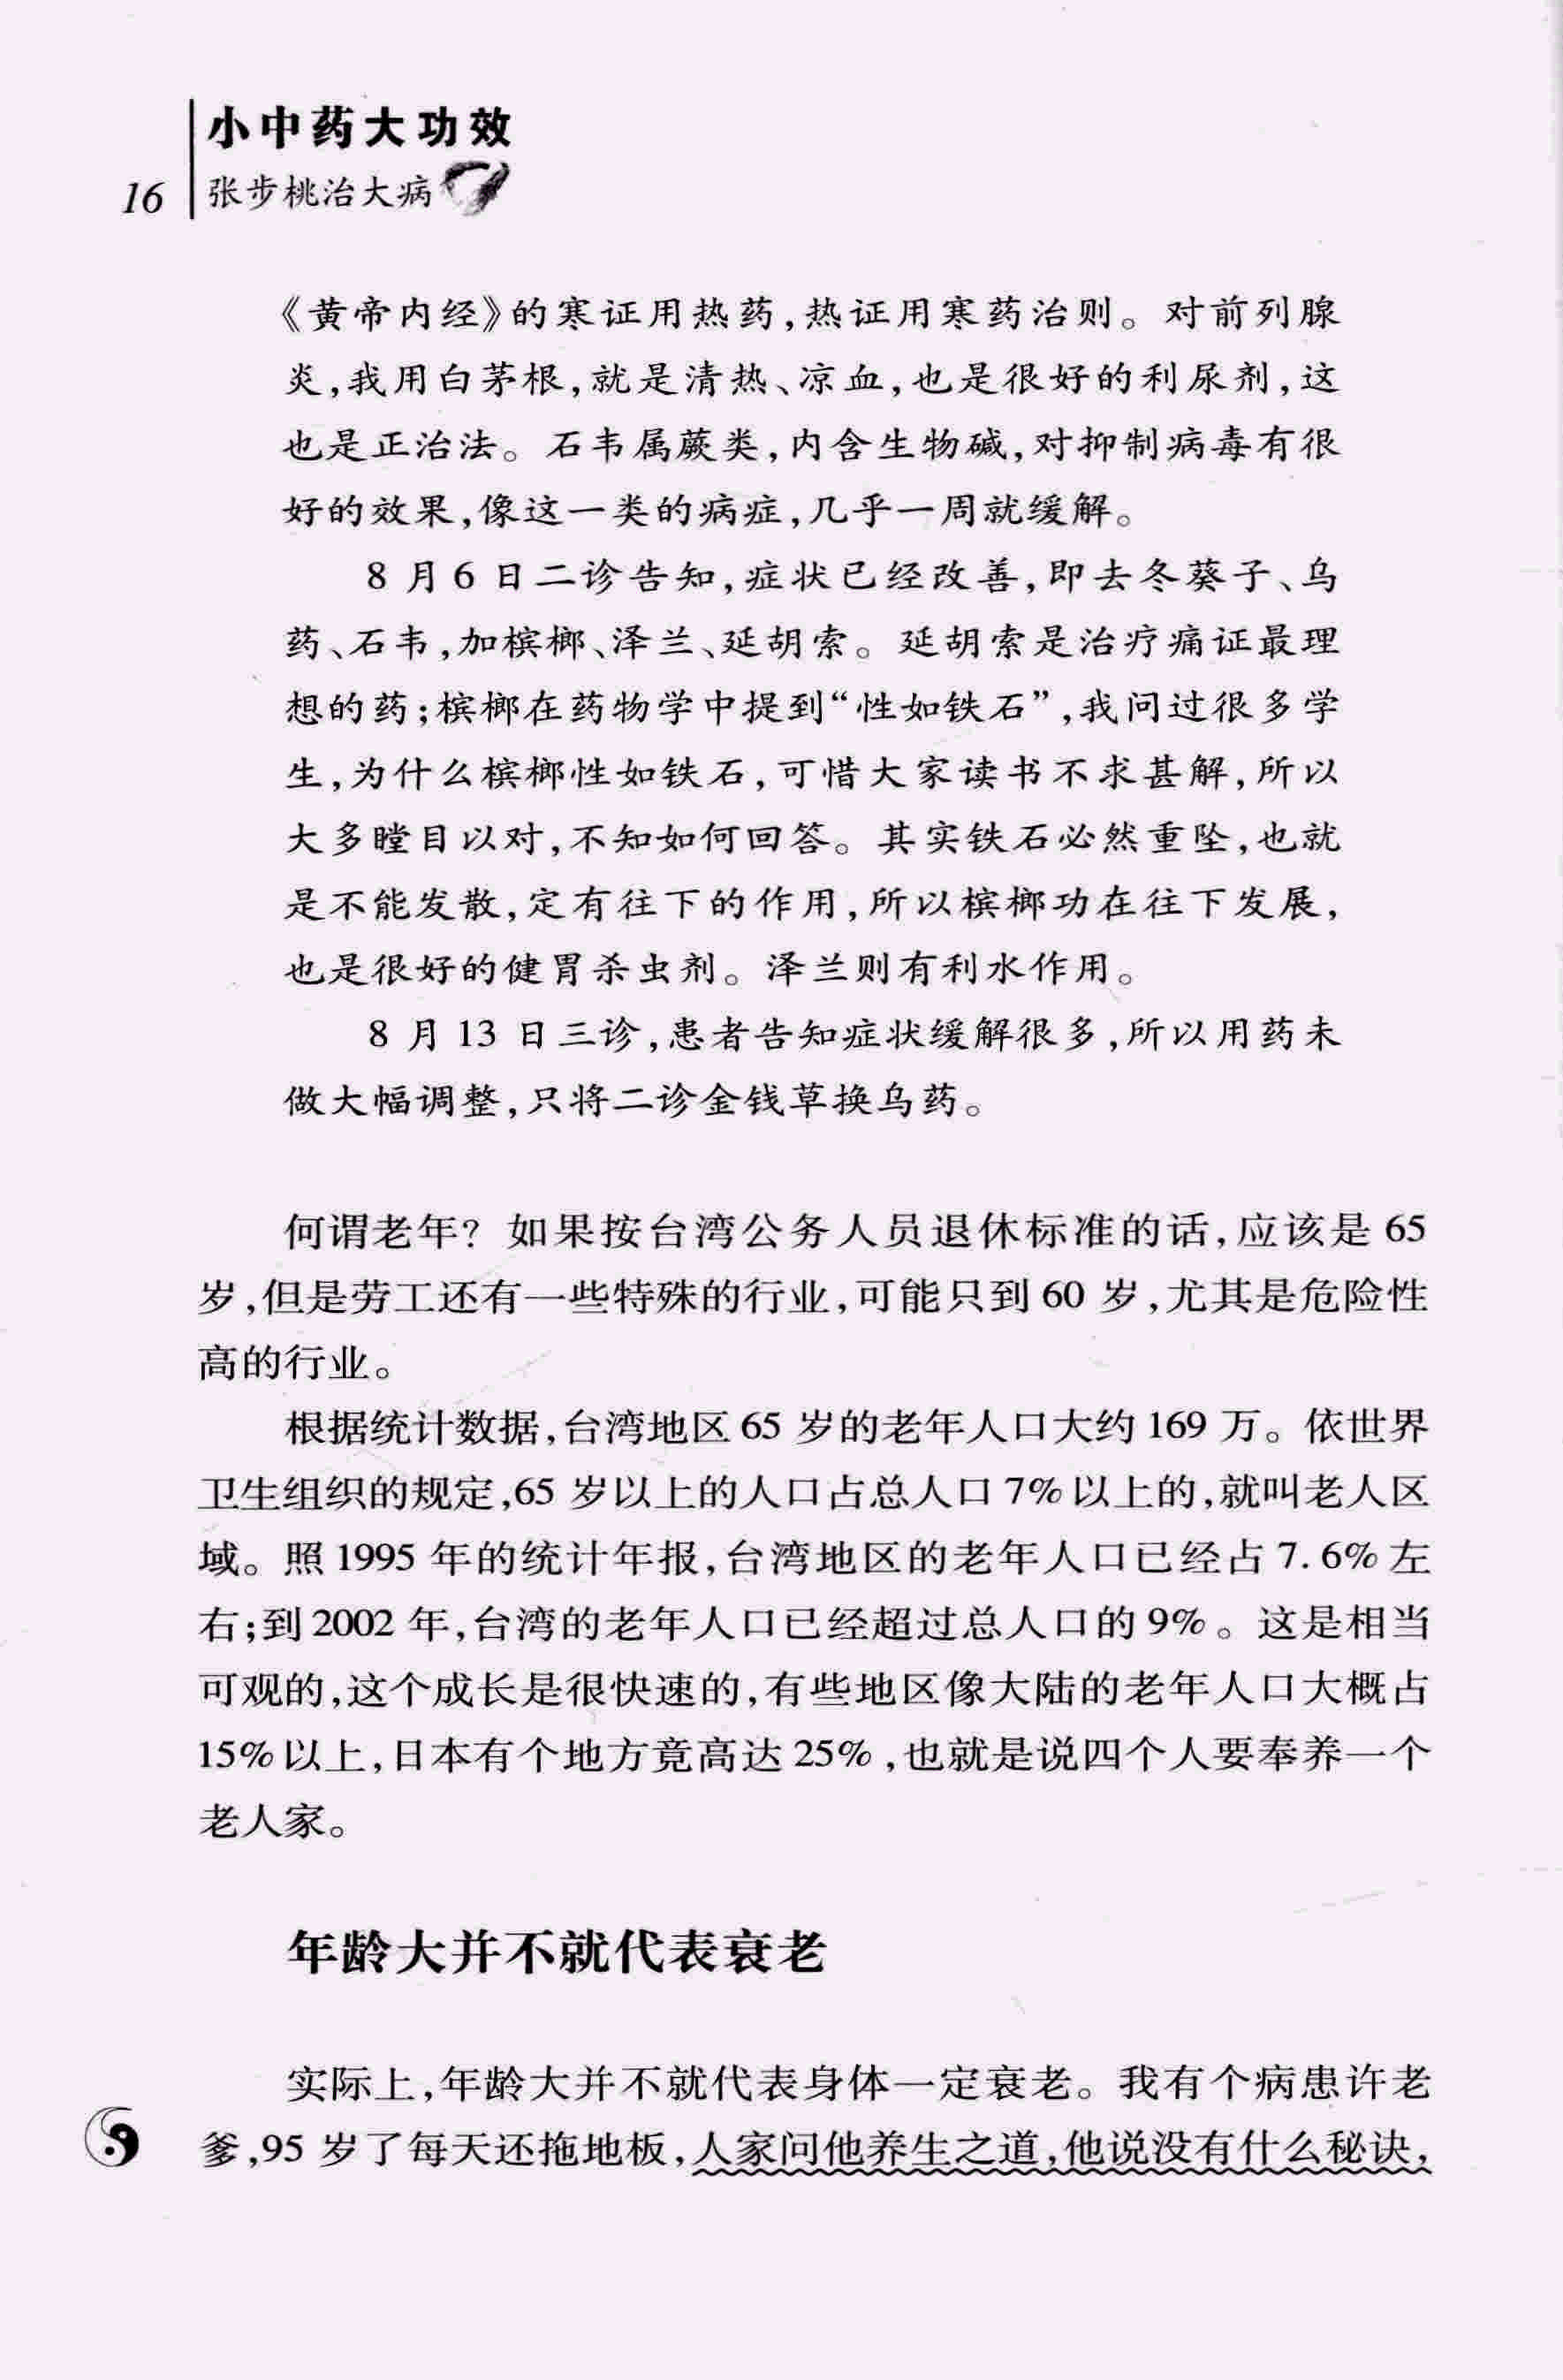 小中药大功效
16
张步桃治大病
《黄帝内经》的寒证用热药,热证用寒药治则。对前列腺
炎,我用白茅根,就是清热、凉血,也是很好的利尿剂,这
也是正治法。石韦属蕨类,内含生物碱,对抑制病毒有很
好的效果,像这一类的病症,几乎一周就缓解。
8 月 6 日二诊告知,症状已经改善,即去冬葵子、乌
药、石韦,加槟榔、泽兰、延胡索。延胡索是治疗痛证最理
想的药;槟榔在药物学中提到“性如铁石”,我问过很多学
生,为什么槟榔性如铁石,可惜大家读书不求甚解,所以
大多瞠目以对,不知如何回答。其实铁石必然重坠,也就
是不能发散,定有往下的作用,所以槟榔功在往下发展,
也是很好的健胃杀虫剂。泽兰则有利水作用。
8 月 13 日三诊,患者告知症状缓解很多,所以用药未
做大幅调整,只将二诊金钱草换乌药。
何谓老年? 如果按台湾公务人员退休标准的话,应该是 65
岁,但是劳工还有一些特殊的行业,可能只到 60 岁,尤其是危险性
高的行业。
根据统计数据,台湾地区 65 岁的老年人口大约 169 万。依世界
卫生组织的规定,65 岁以上的人口占总人口 7%以上的,就叫老人区
域。照 1995 年的统计年报,台湾地区的老年人口已经占 7.6%左
右;到 2002 年,台湾的老年人口已经超过总人口的 9%。这是相当
可观的,这个成长是很快速的,有些地区像大陆的老年人口大概占
15%以上,日本有个地方竟高达 25%,也就是说四个人要奉养一个
老人家。
年龄大并不就代表衰老
实际上,年龄大并不就代表身体一定衰老。我有个病患许老
爹,95 岁了每天还拖地板,人家问他养生之道,他说没有什么秘诀,